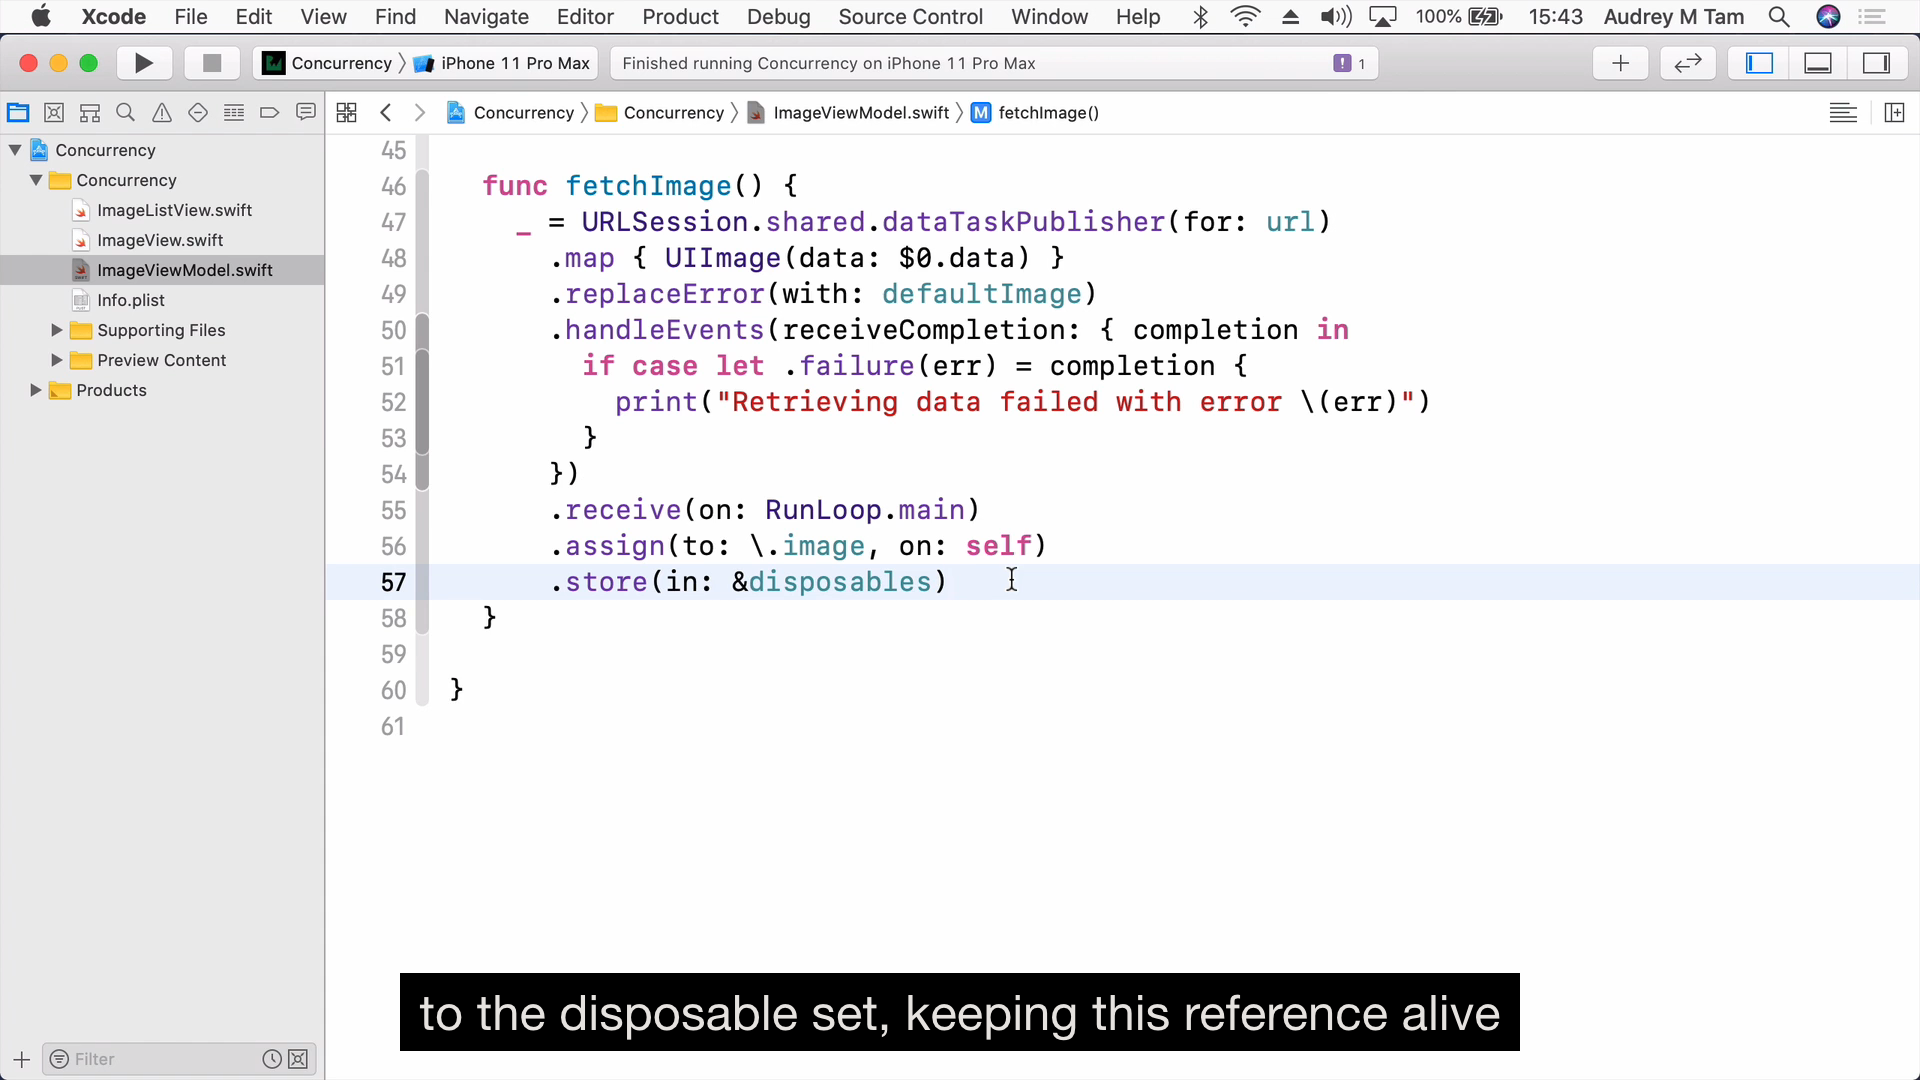 Xcode File Edit View Find Navigate Editor Product Debug Source Control Window Help 100% 15:43 Audrey M Tam
Concurrency iPhone 11 Pro Max Finished running Concurrency on iPhone 11 Pro Max 1
Concurrency Concurrency ImageViewModel.swift M fetchImage()
Concurrency
Concurrency
ImageListView.swift
ImageView.swift
ImageViewModel.swift
Info.plist
Supporting Files
Preview Content
Products
45
46 func fetchImage() {
47 _ = URLSession.shared.dataTaskPublisher(for: url)
48 .map { UIImage(data: $0.data) }
49 .replaceError(with: defaultImage)
50 .handleEvents(receiveCompletion: { completion in
51 if case let .failure(err) = completion {
52 print("Retrieving data failed with error \(err)")
53 }
54 })
55 .receive(on: RunLoop.main)
56 .assign(to: \.image, on: self)
57 .store(in: &disposables)
58 }
59
60 }
61
to the disposable set, keeping this reference alive
Filter